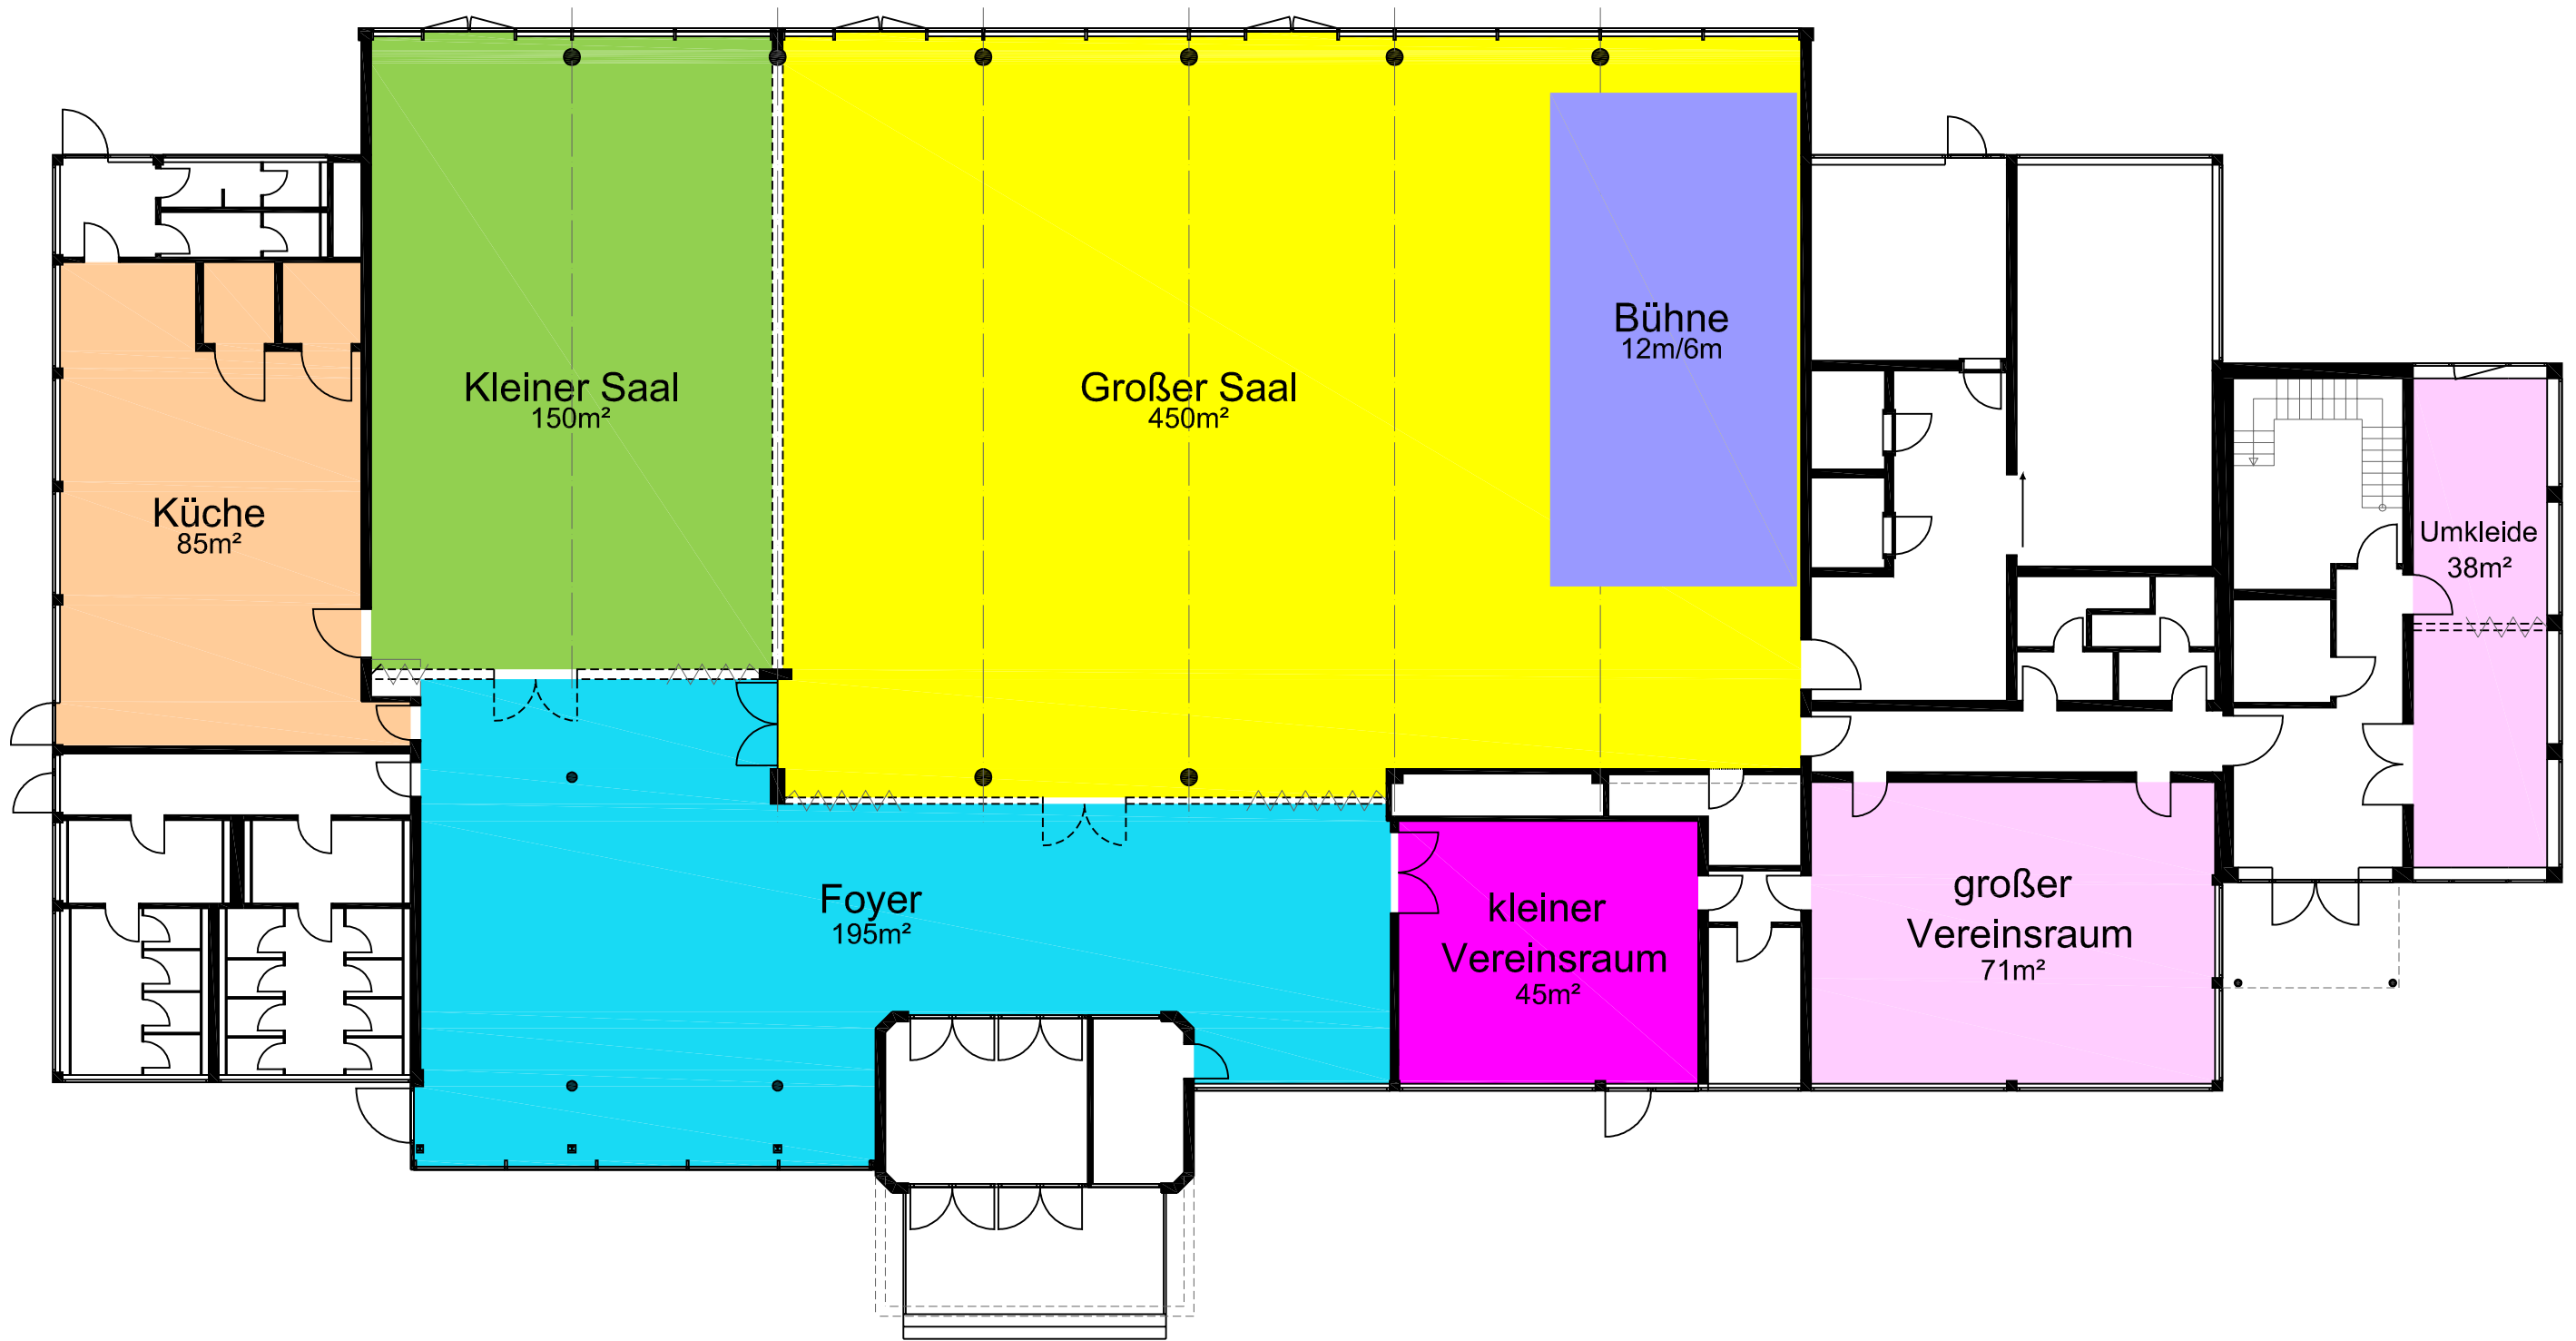 Kleiner Saal
150m²
Großer Saal
450m²
Bühne
12m/6m
Küche
85m²
Umkleide
38m²
Foyer
195m²
kleiner
Vereinsraum
45m²
großer
Vereinsraum
71m²